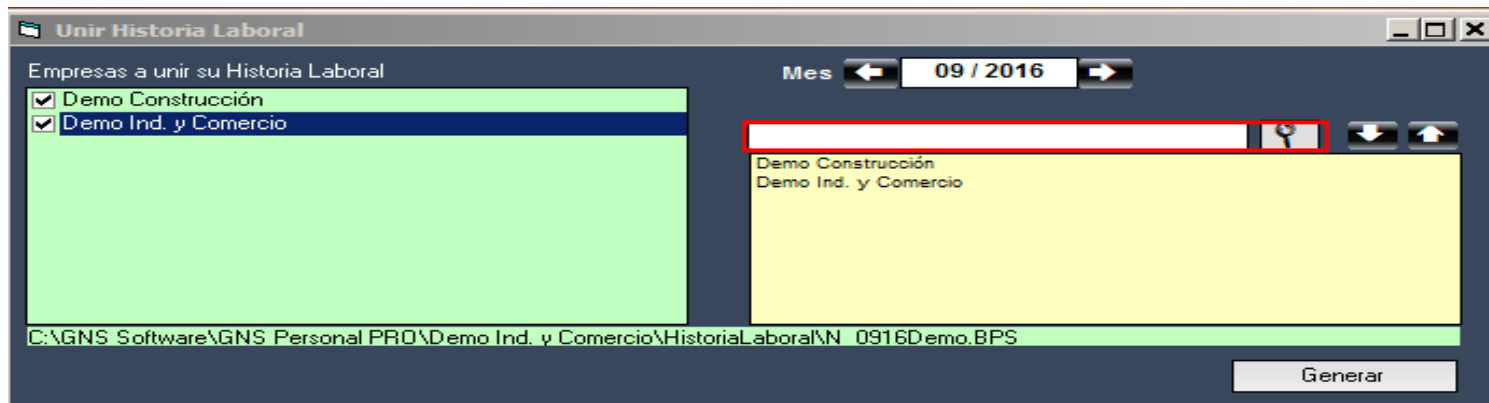 Unir Historia Laboral
Empresas a unir su Historia Laboral
Mes 09 / 2016
Demo Construcción
Demo Ind. y Comercio
Demo Construcción
Demo Ind. y Comercio
C:\GNS Software\GNS Personal PRO\Demo Ind. y Comercio\HistoriaLaboral\N 0916Demo.BPS
Generar